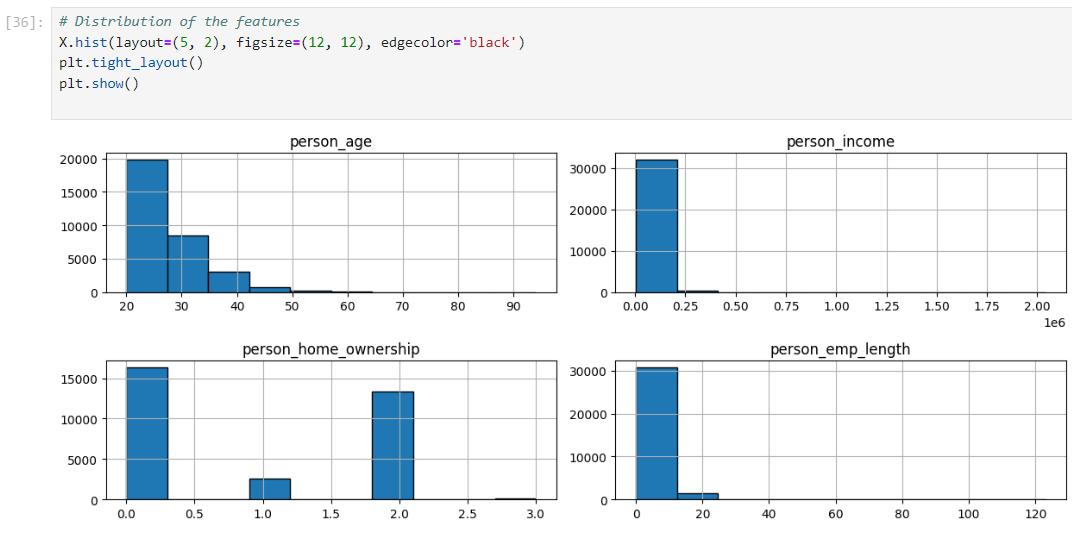 [36]:
# Distribution of the features
X.hist(layout=(5, 2), figsize=(12, 12), edgecolor='black')
plt.tight_layout()
plt.show()
person_age
20000
15000
10000
5000
0
20 30 40 50 60 70 80 90
person_income
30000
20000
10000
0
0.00 0.25 0.50 0.75 1.00 1.25 1.50 1.75 2.00
1e6
person_home_ownership
15000
10000
5000
0
0.0 0.5 1.0 1.5 2.0 2.5 3.0
person_emp_length
30000
20000
10000
0
0 20 40 60 80 100 120